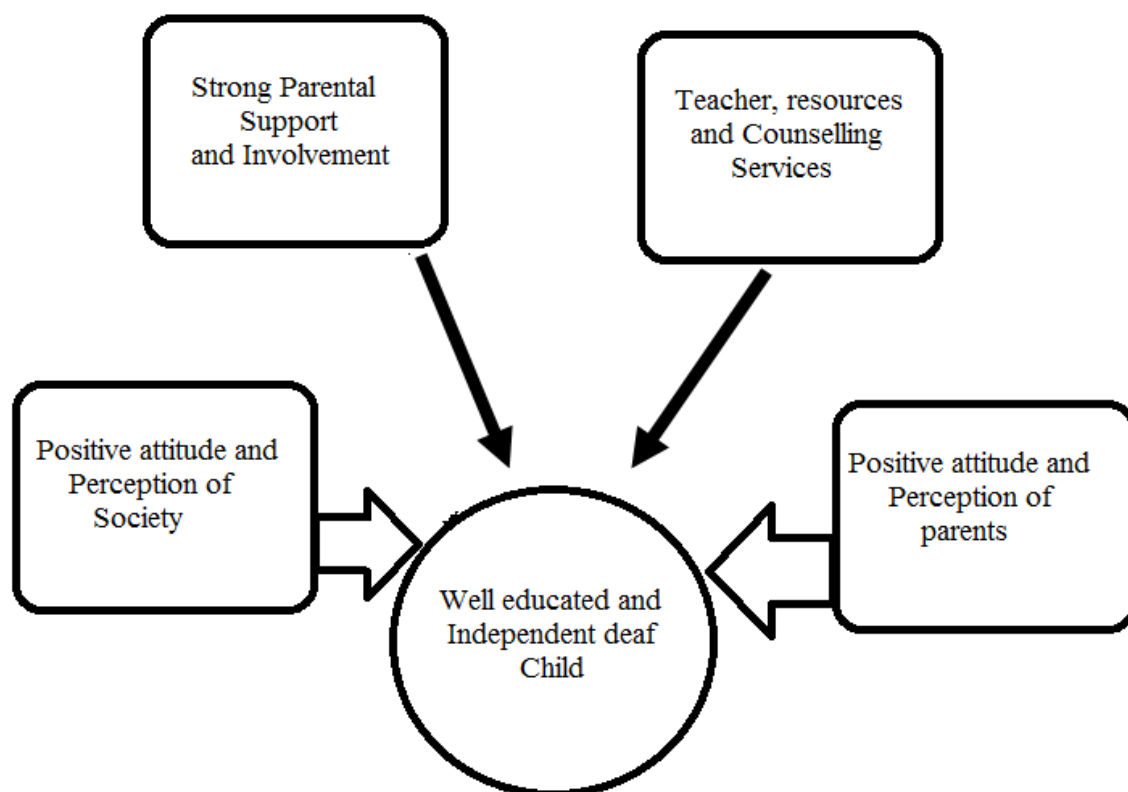 Strong Parental
Support
and Involvement
Teacher, resources
and Counselling
Services
Positive attitude and
Perception of
Society
Positive attitude and
Perception of
parents
Well educated and
Independent deaf
Child